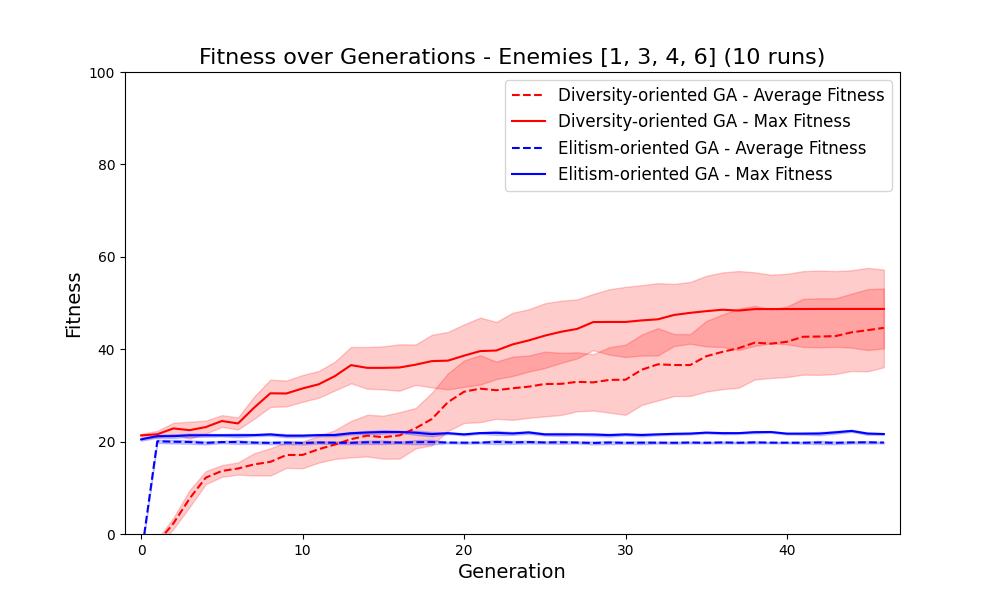 Fitness over Generations - Enemies [1, 3, 4, 6] (10 runs)
100
80
60
40
20
0
Fitness
Diversity-oriented GA - Average Fitness
Diversity-oriented GA - Max Fitness
Elitism-oriented GA - Average Fitness
Elitism-oriented GA - Max Fitness
0 10 20 30 40
Generation